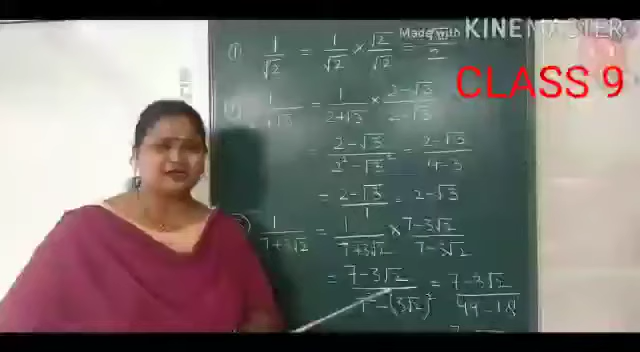 Made with KINEMASTER
CLASS 9
① 1/√2 = 1/√2 × √2/√2 = √2/2
1/2+√3 = 1/2+√3 × 2-√3/2-√3
= 2-√3/2²-√3² = 2-√3/4-3
= 2-√3/1 = 2-√3
1/7+3√2 = 1/7+3√2 × 7-3√2/7-3√2
= 7-3√2/7²-(3√2)² = 7-3√2/49-18